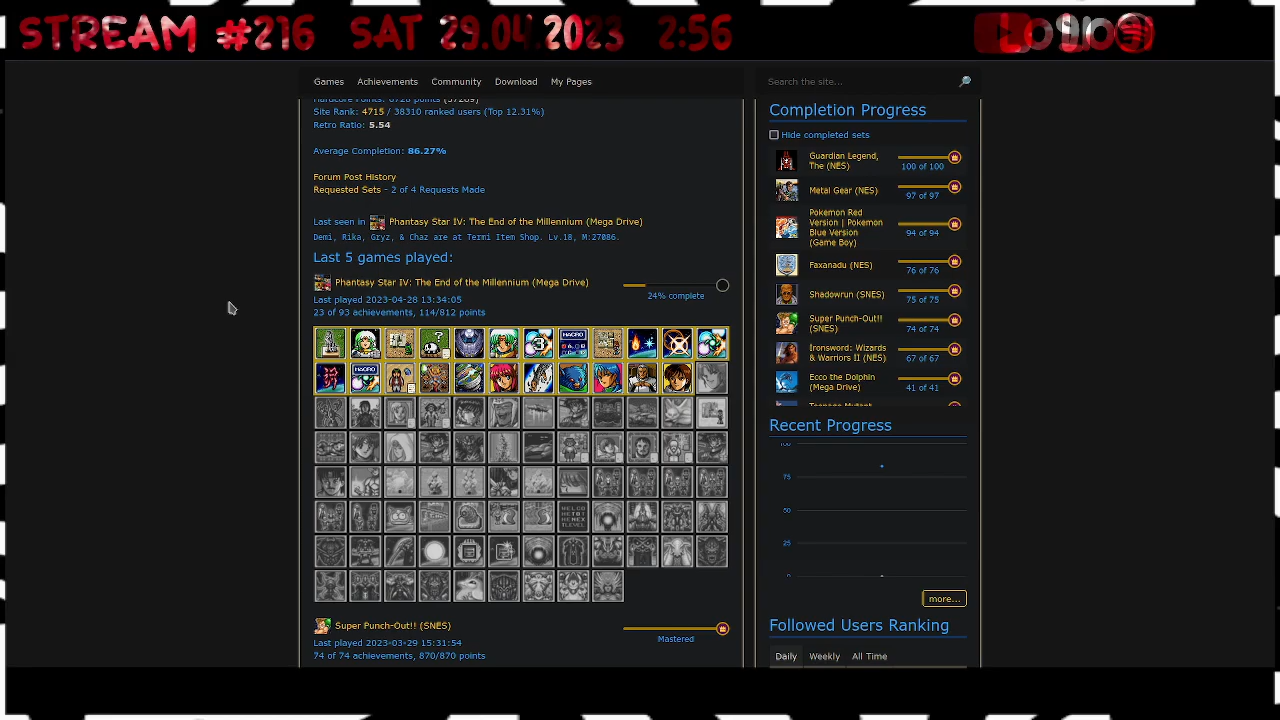 STREAM #216 SAT 29.04.2023 2:56
Games Achievements Community Download My Pages
Search the site...
Site Rank: 4715 / 38310 ranked users (Top 12.31%)
Retro Ratio: 5.54
Average Completion: 86.27%
Forum Post History
Requested Sets - 2 of 4 Requests Made
Last seen in Phantasy Star IV: The End of the Millennium (Mega Drive)
Demi, Rika, Gryz, & Chaz are at Termi Item Shop. Lv.18, M:27086.
Last 5 games played:
Phantasy Star IV: The End of the Millennium (Mega Drive)
24% complete
Last played 2023-04-28 13:34:05
23 of 93 achievements, 114/812 points
Super Punch-Out!! (SNES)
Mastered
Last played 2023-03-29 15:31:54
74 of 74 achievements, 870/870 points
Completion Progress
Hide completed sets
Guardian Legend,
The (NES)
100 of 100
Metal Gear (NES)
97 of 97
Pokemon Red
Version | Pokemon
Blue Version
(Game Boy)
94 of 94
Faxanadu (NES)
76 of 76
Shadowrun (SNES)
75 of 75
Super Punch-Out!!
(SNES)
74 of 74
Ironsword: Wizards
& Warriors II (NES)
67 of 67
Ecco the Dolphin
(Mega Drive)
41 of 41
Recent Progress
100
75
50
25
0
more...
Followed Users Ranking
Daily Weekly All Time